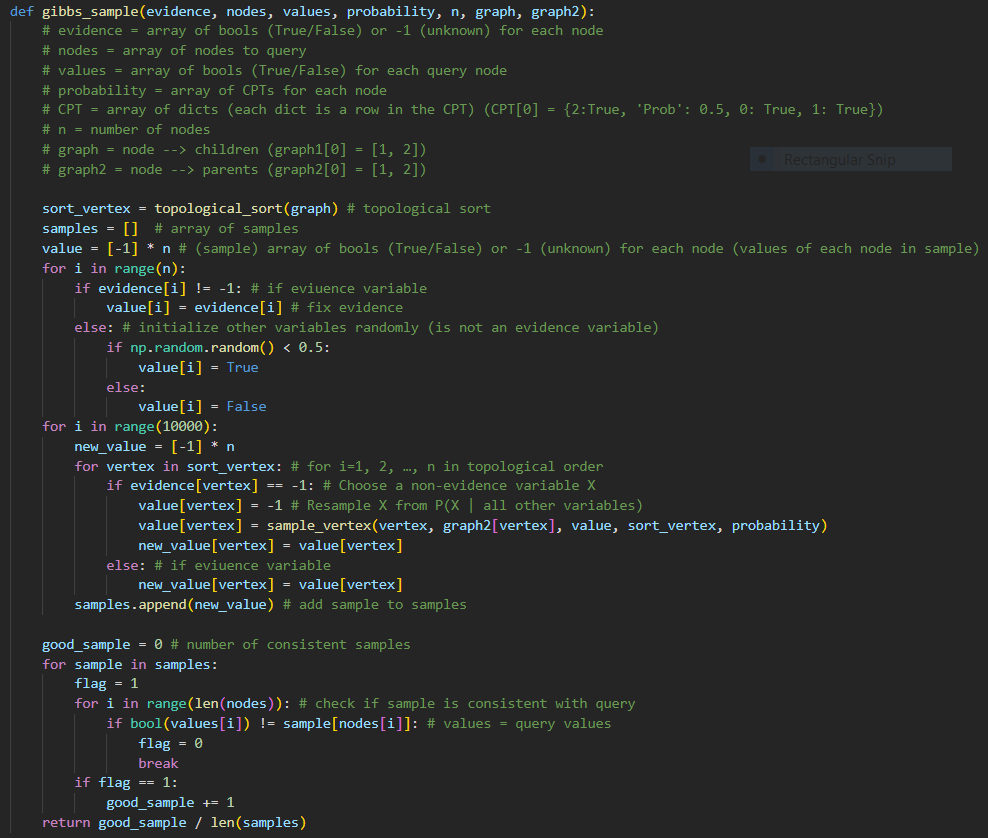 def gibbs_sample(evidence, nodes, values, probability, n, graph, graph2):
    # evidence = array of bools (True/False) or -1 (unknown) for each node
    # nodes = array of nodes to query
    # values = array of bools (True/False) for each query node
    # probability = array of CPTs for each node
    # CPT = array of dicts (each dict is a row in the CPT) (CPT[0] = {2:True, 'Prob': 0.5, 0: True, 1: True})
    # n = number of nodes
    # graph = node --> children (graph1[0] = [1, 2])
Rectangular Snip
    # graph2 = node --> parents (graph2[0] = [1, 2])
    sort_vertex = topological_sort(graph) # topological sort
    samples = []  # array of samples
    value = [-1] * n # (sample) array of bools (True/False) or -1 (unknown) for each node (values of each node in sample)
    for i in range(n):
        if evidence[i] != -1: # if eviuence variable
            value[i] = evidence[i] # fix evidence
        else: # initialize other variables randomly (is not an evidence variable)
            if np.random.random() < 0.5:
                value[i] = True
            else:
                value[i] = False
    for i in range(10000):
        new_value = [-1] * n
        for vertex in sort_vertex: # for i=1, 2, …, n in topological order
            if evidence[vertex] == -1: # Choose a non-evidence variable X
                value[vertex] = -1 # Resample X from P(X | all other variables)
                value[vertex] = sample_vertex(vertex, graph2[vertex], value, sort_vertex, probability)
                new_value[vertex] = value[vertex]
            else: # if eviuence variable
                new_value[vertex] = value[vertex]
        samples.append(new_value) # add sample to samples
    good_sample = 0 # number of consistent samples
    for sample in samples:
        flag = 1
        for i in range(len(nodes)): # check if sample is consistent with query
            if bool(values[i]) != sample[nodes[i]]: # values = query values
                flag = 0
                break
        if flag == 1:
            good_sample += 1
    return good_sample / len(samples)